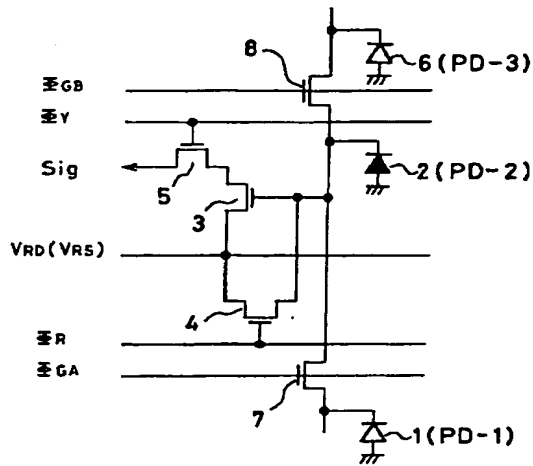 8
6(PD-3)
ΦGB
ΦY
Sig
5
2(PD-2)
3
VRD(VRS)
4
ΦR
ΦGA
7
1(PD-1)